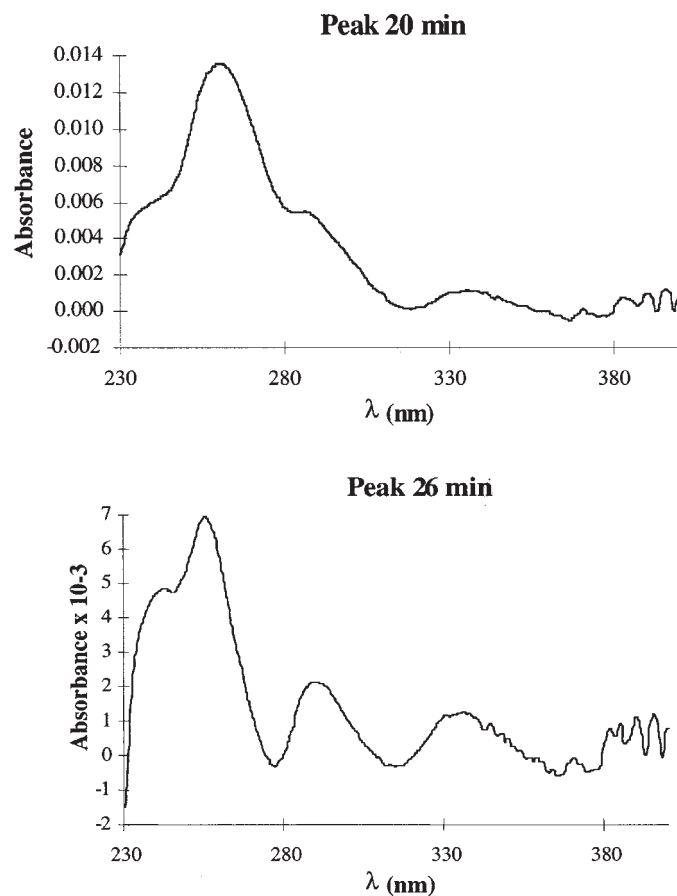 Peak 20 min
Absorbance
0.014
0.012
0.010
0.008
0.006
0.004
0.002
0.000
-0.002
230 280 330 380
λ (nm)
Peak 26 min
Absorbance x 10-3
7
6
5
4
3
2
1
0
-1
-2
230 280 330 380
λ (nm)